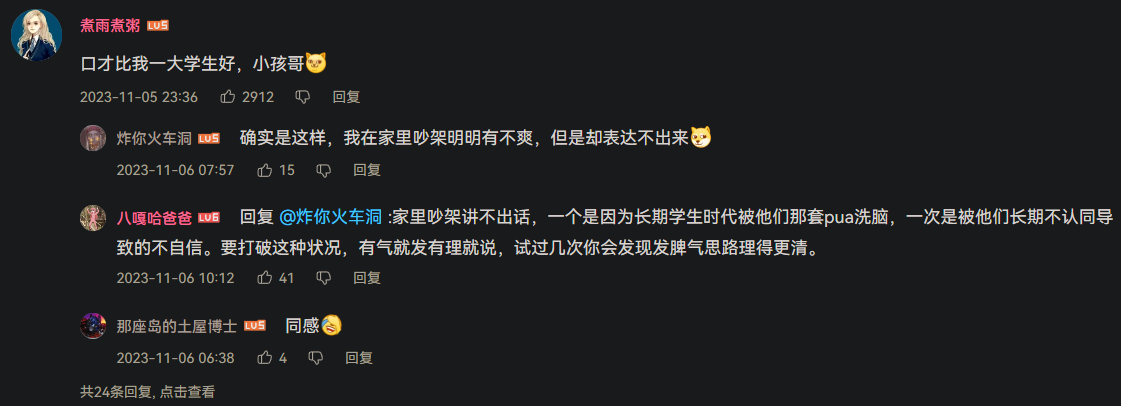 煮雨煮粥 LV5
口才比我一大学生好，小孩哥
2023-11-05 23:36 2912 回复
炸你火车洞 LV5 确实是这样，我在家里吵架明明有不爽，但是却表达不出来
2023-11-06 07:57 15 回复
八嘎哈爸爸 LV6 回复 @炸你火车洞 :家里吵架讲不出话，一个是因为长期学生时代被他们那套pua洗脑，一次是被他们长期不认同导
致的不自信。要打破这种状况，有气就发有理就说，试过几次你会发现发脾气思路理得更清。
2023-11-06 10:12 41 回复
那座岛的土屋博士 LV5 同感
2023-11-06 06:38 4 回复
共24条回复, 点击查看